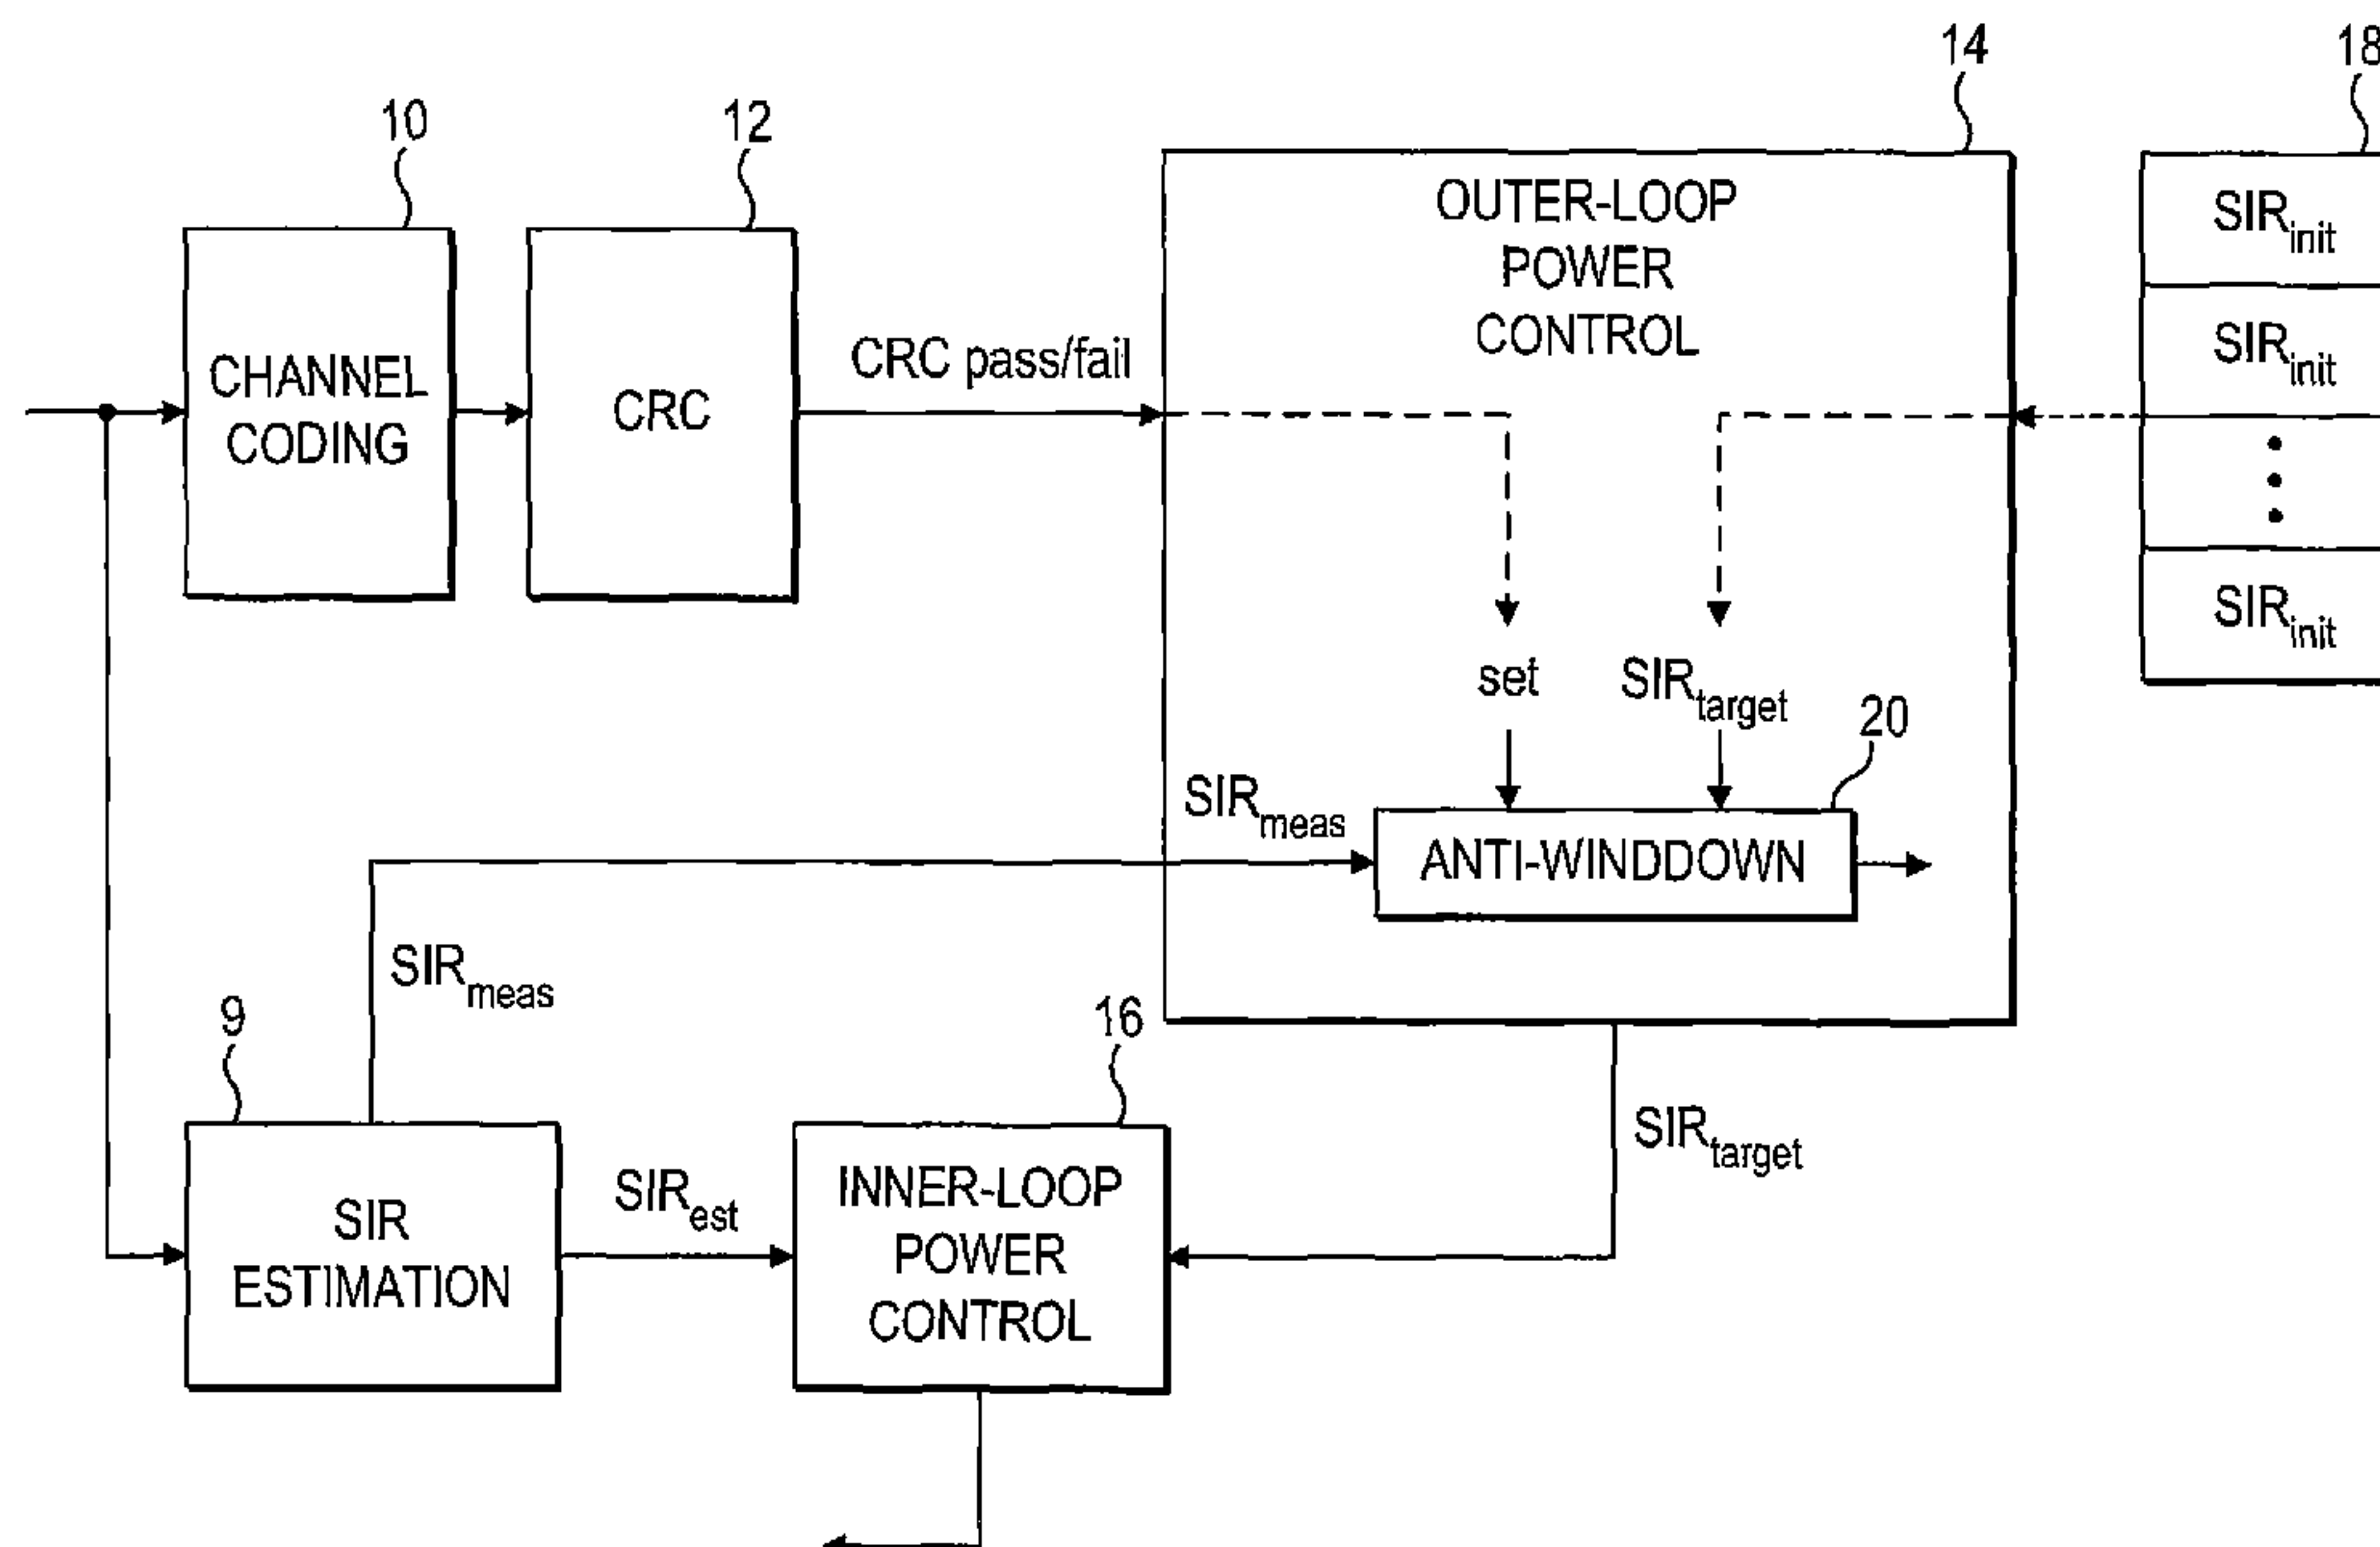 14
18
10
12
OUTER-LOOP
POWER
CONTROL
SIRinit
SIRinit
CHANNEL
CODING
CRC
CRC pass/fail
SIRinit
set
SIRtarget
20
SIRmeas
ANTI-WINDDOWN
SIRmeas
9
16
SIR
ESTIMATION
SIRest
INNER-LOOP
POWER
CONTROL
SIRtarget